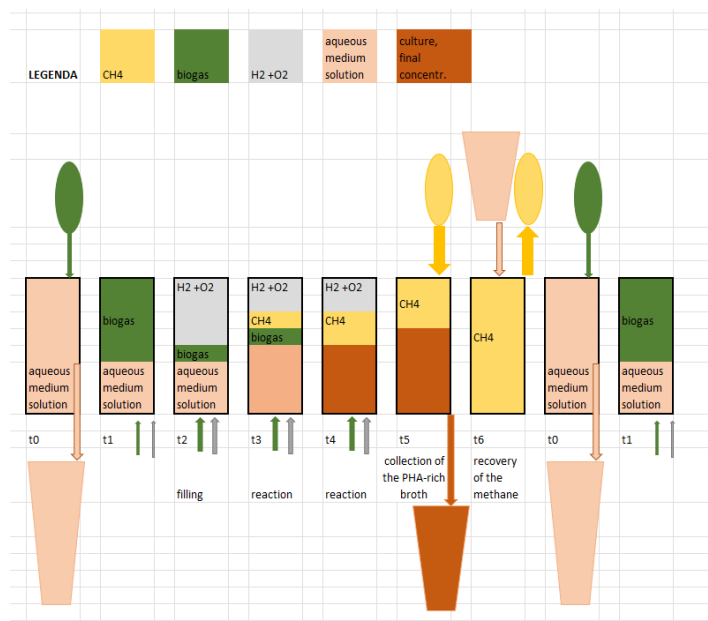 LEGENDA
CH4
biogas
H2 +O2
aqueous
medium
solution
culture,
final
concentr.
aqueous
medium
solution
t0
biogas
aqueous
medium
solution
t1
H2 +O2
biogas
aqueous
medium
solution
t2
filling
H2 +O2
CH4
biogas
t3
reaction
H2 +O2
CH4
t4
reaction
CH4
t5
collection of
the PHA-rich
broth
CH4
t6
recovery
of the
methane
aqueous
medium
solution
t0
biogas
aqueous
medium
solution
t1